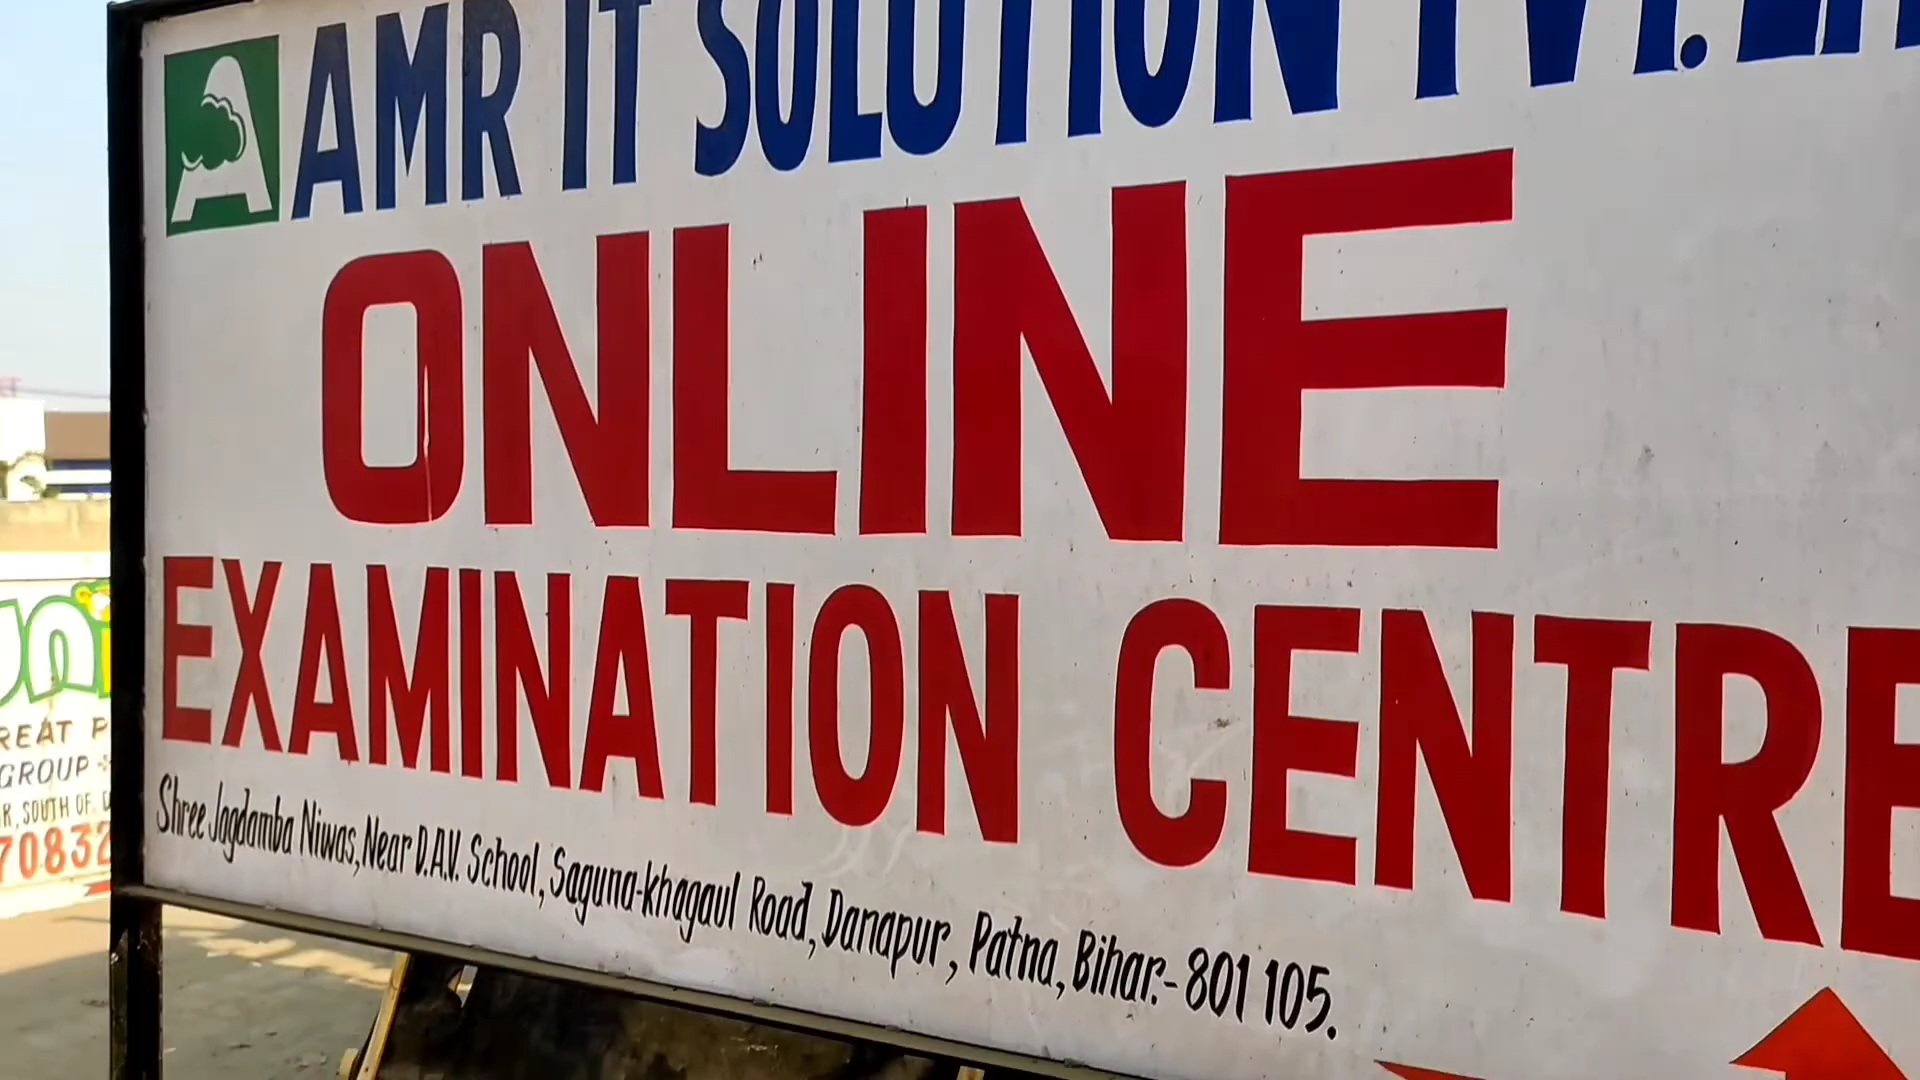 AMR IT SOLUTION PVT.
ONLINE
EXAMINATION CENTRE
Shree Jagdamba Niwas, Near D.A.V. School, Saguna-khagaul Road, Danapur, Patna, Bihar:- 801 105.
REAT P
GROUP
R, SOUTH OF.
70832